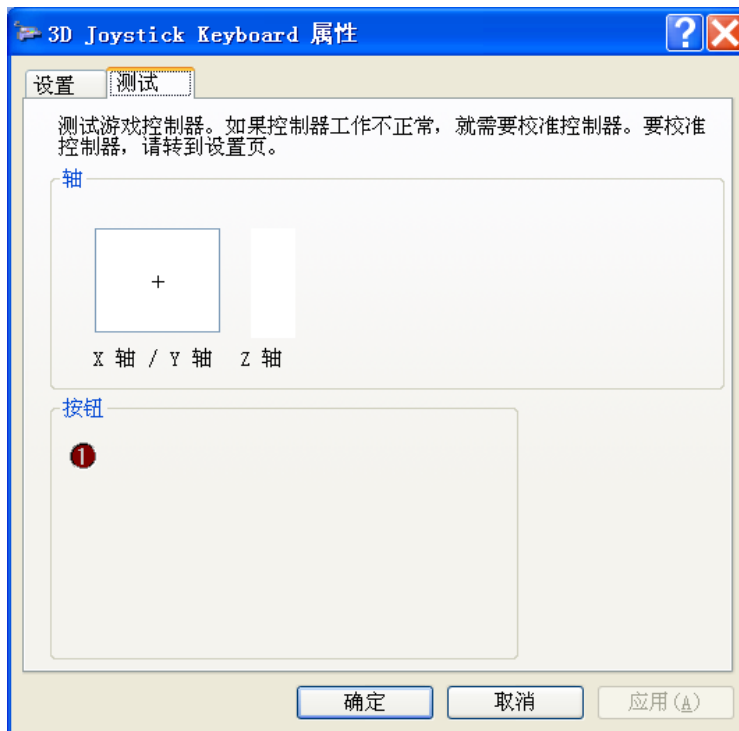 3D Joystick Keyboard 属性
设置
测试
测试游戏控制器。如果控制器工作不正常，就需要校准控制器。要校准
控制器，请转到设置页。
轴
X 轴 / Y 轴
Z 轴
按钮
1
确定
取消
应用(A)